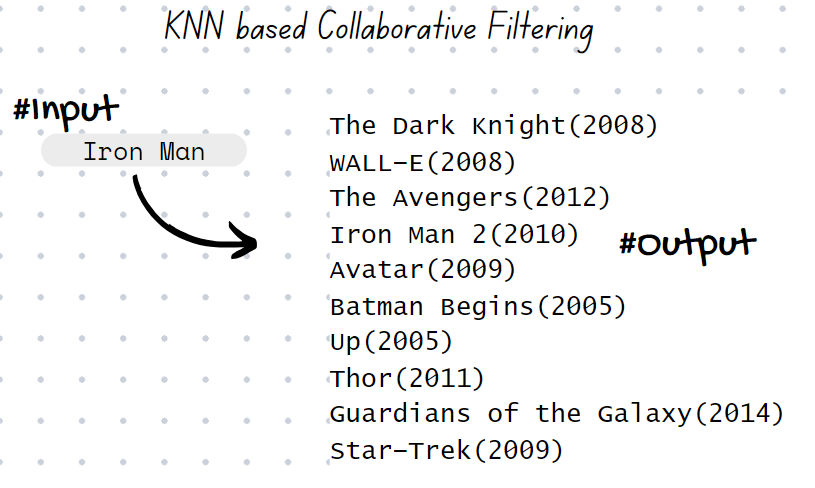 KNN based Collaborative Filtering
#Input
Iron Man
The Dark Knight(2008)
WALL-E(2008)
The Avengers(2012)
Iron Man 2(2010)
#Output
Avatar(2009)
Batman Begins(2005)
Up(2005)
Thor(2011)
Guardians of the Galaxy(2014)
Star-Trek(2009)